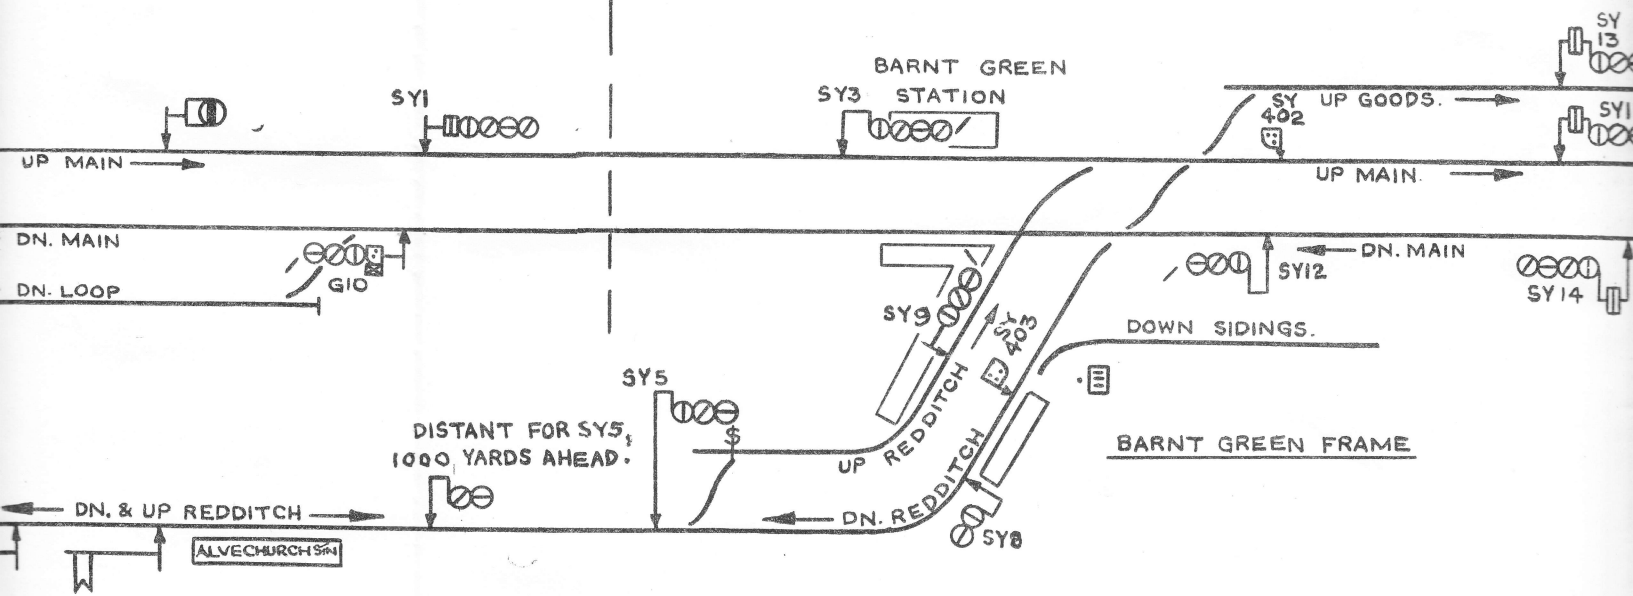 SY
13
BARNT GREEN
STATION
SY1
SY3
SY
402
UP GOODS.
SY1
UP MAIN
UP MAIN.
DN. MAIN
G10
DN. LOOP
DN. MAIN
SY12
SY14
SY9
SY
403
DOWN SIDINGS.
SY5
$
DISTANT FOR SY5,
1000 YARDS AHEAD.
UP REDDITCH
BARNT GREEN FRAME
DN. & UP REDDITCH
DN. REDDITCH
SY8
ALVECHURCH STN